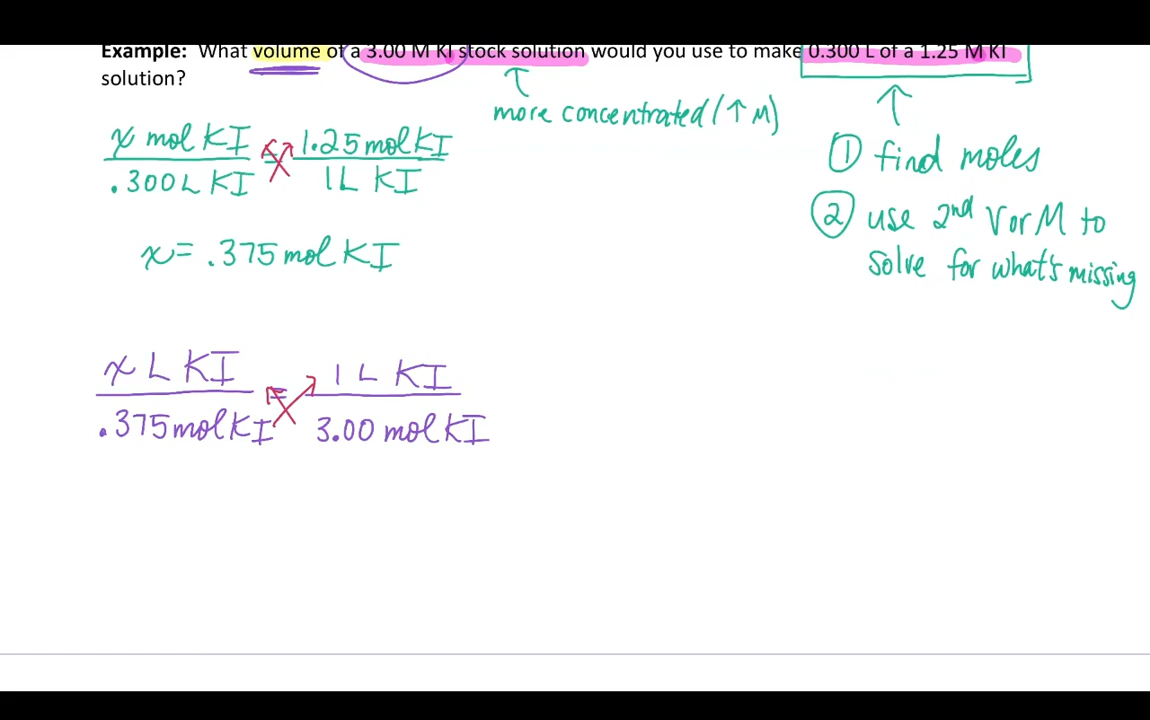 Example: What volume of a 3.00 M KI stock solution would you use to make 0.300 L of a 1.25 M KI
solution?
more concentrated (↑ M)
x mol KI = 1.25 mol KI
.300 L KI 1 L KI
x = .375 mol KI
① find moles
② use 2nd V or M to
solve for what's missing
x L KI = 1 L KI
.375 mol KI 3.00 mol KI